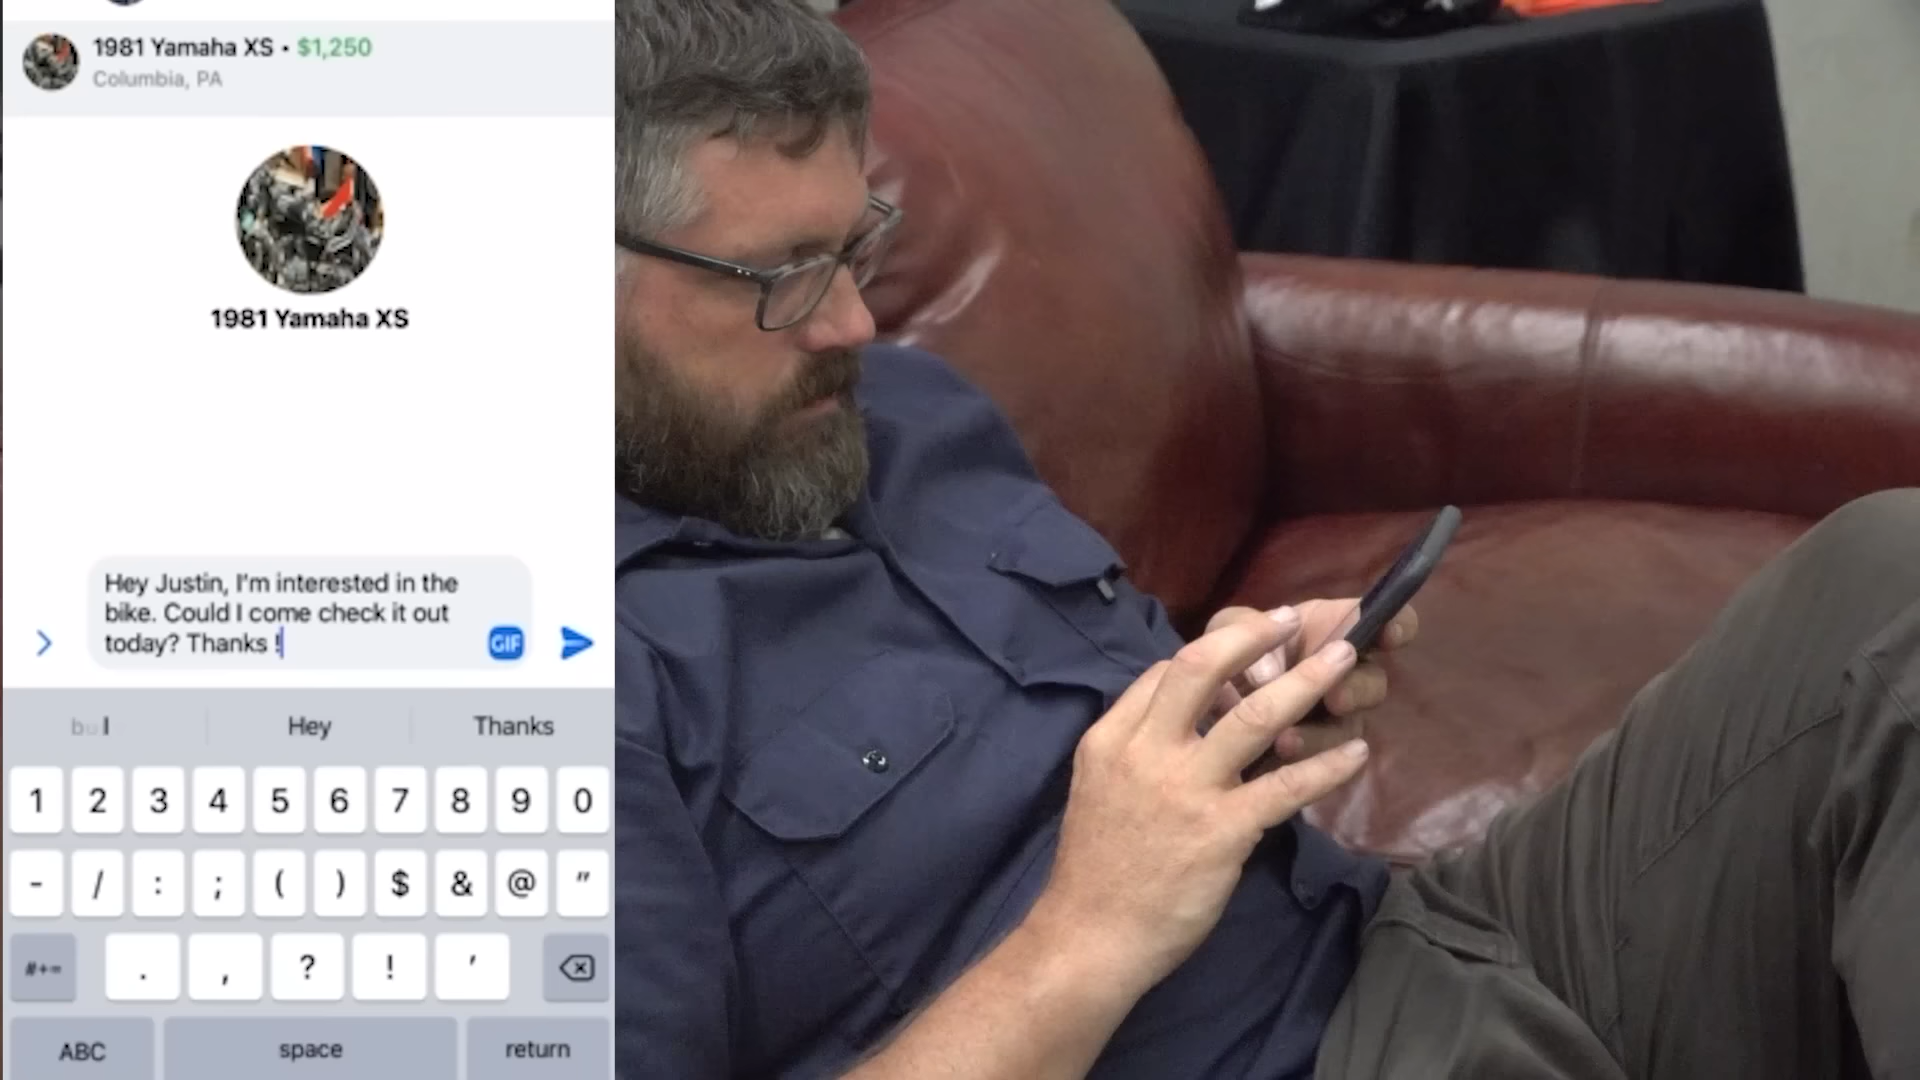 1981 Yamaha XS • $1,250
Columbia, PA
1981 Yamaha XS
Hey Justin, I'm interested in the
bike. Could I come check it out
today? Thanks !
GIF
Hey Thanks
1 2 3 4 5 6 7 8 9 0
- / : ; ( ) $ & @ "
#+= . , ? ! '
ABC space return